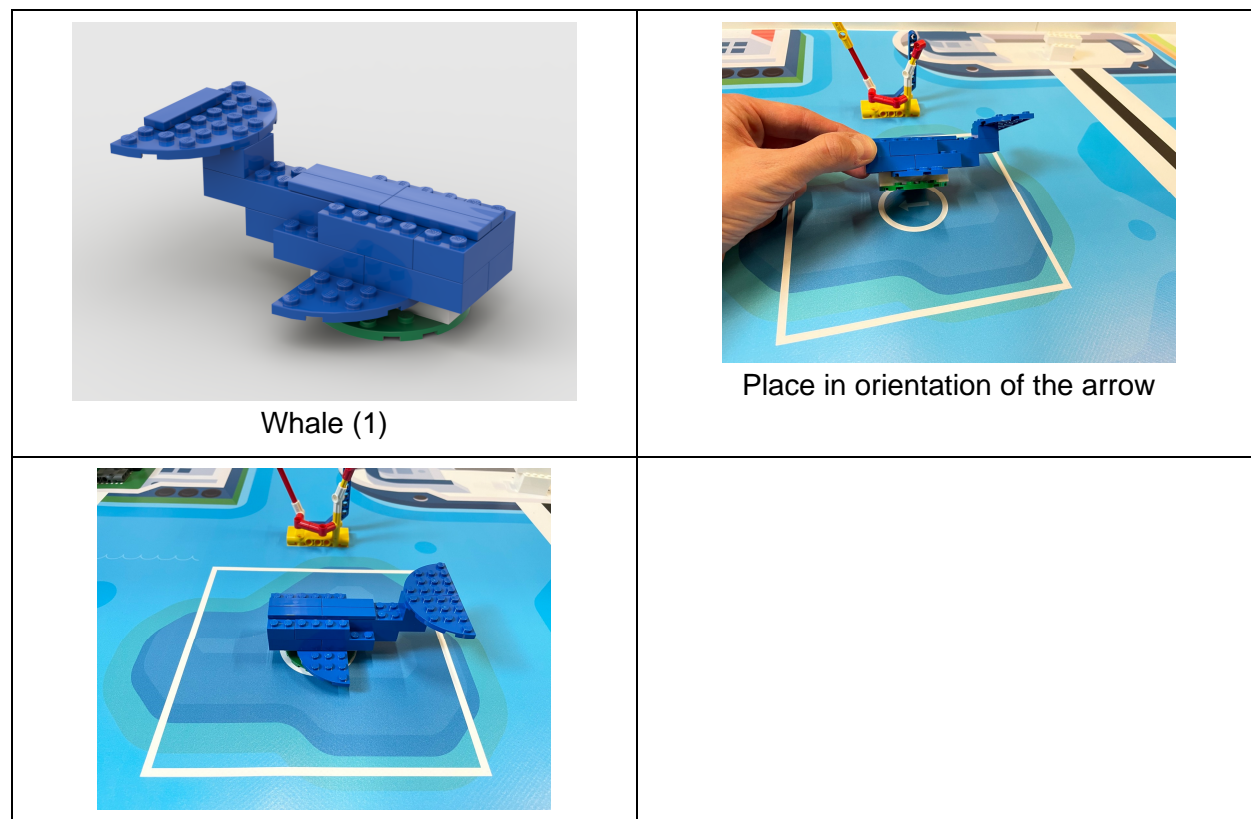 Whale (1)
Place in orientation of the arrow